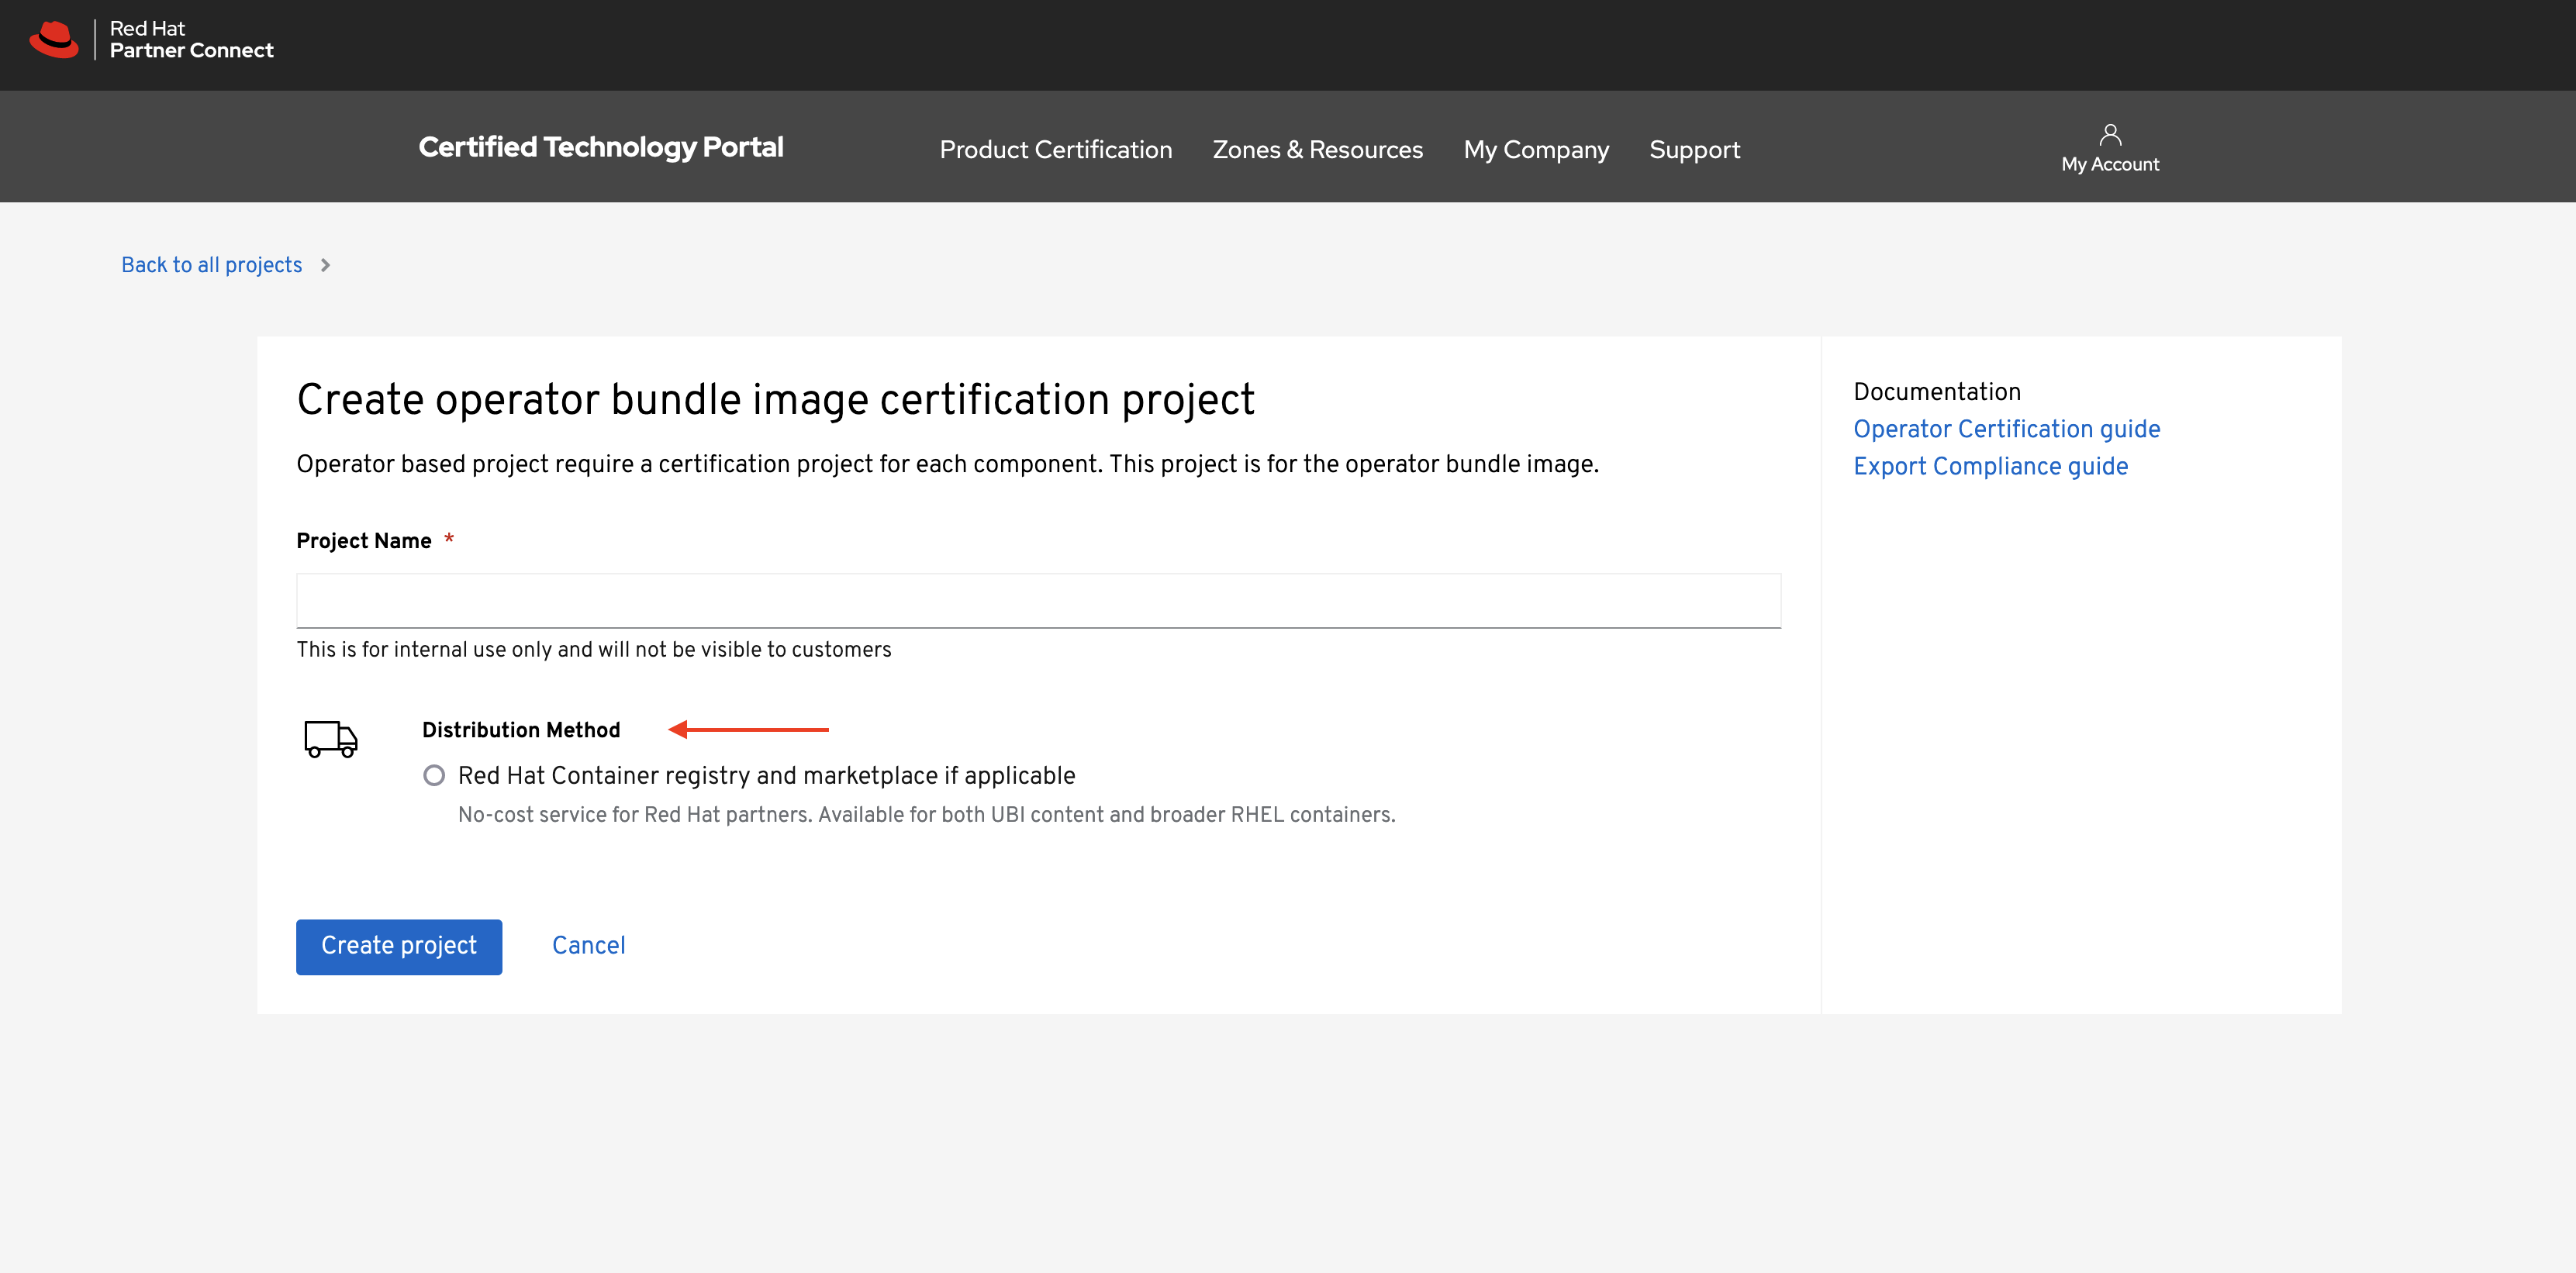 Red Hat
Partner Connect
Certified Technology Portal
Product Certification
Zones & Resources
My Company
Support
My Account
Back to all projects
Create operator bundle image certification project
Operator based project require a certification project for each component. This project is for the operator bundle image.
Project Name *
This is for internal use only and will not be visible to customers
Distribution Method
Red Hat Container registry and marketplace if applicable
No-cost service for Red Hat partners. Available for both UBI content and broader RHEL containers.
Create project
Cancel
Documentation
Operator Certification guide
Export Compliance guide